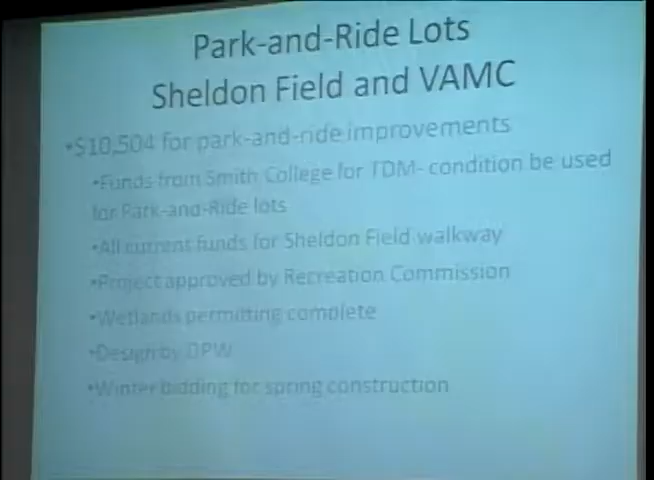 Park-and-Ride Lots
Sheldon Field and VAMC
•$10,504 for park-and-ride improvements
•Funds from Smith College for TDM- condition be used
for Park-and-Ride lots
•All current funds for Sheldon Field walkway
•Project approved by Recreation Commission
•Wetlands permitting complete
•Design by DPW
•Winter bidding for spring construction